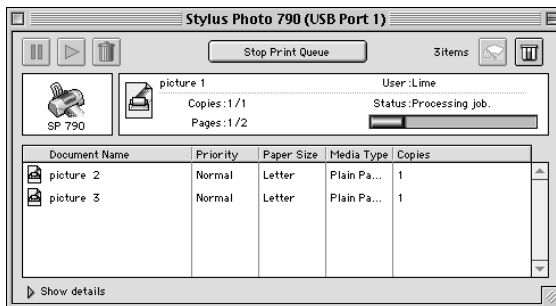 Stylus Photo 790 (USB Port 1)
Stop Print Queue
3items
picture 1
User:Lime
Copies:1/1
Status:Processing job.
SP 790
Pages:1/2
Document Name Priority Paper Size Media Type Copies
picture 2 Normal Letter Plain Pa... 1
picture 3 Normal Letter Plain Pa... 1
Show details